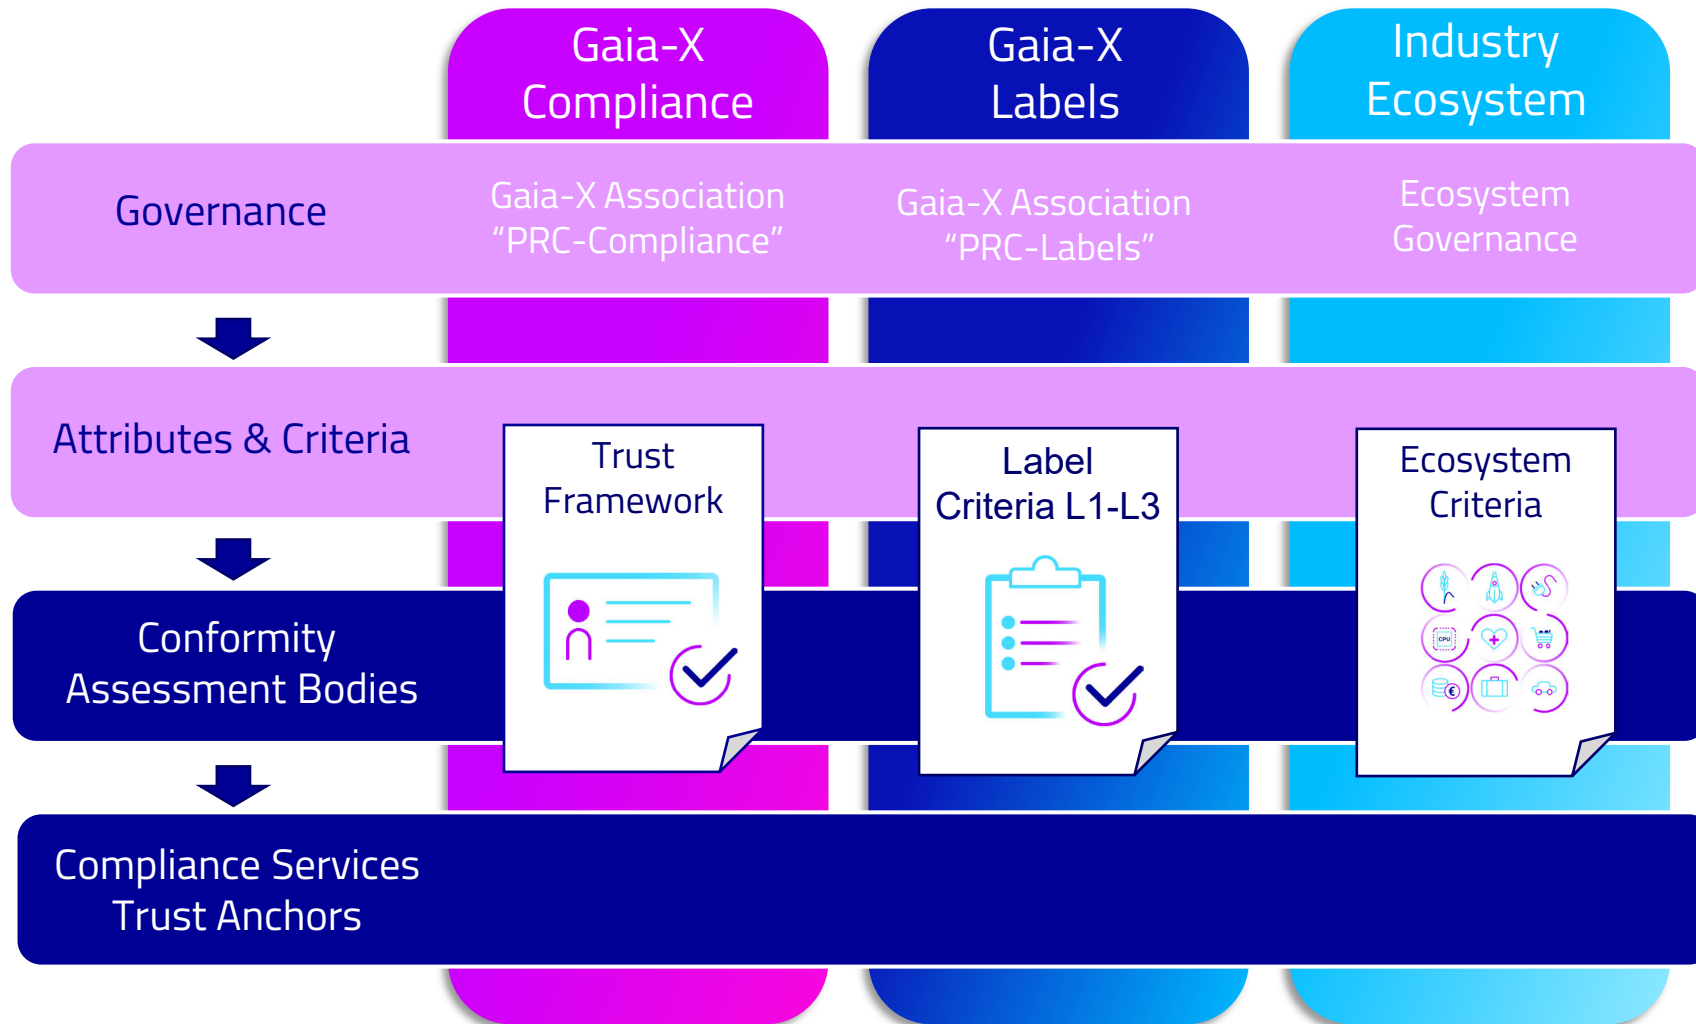 Gaia-X
Compliance
Gaia-X
Labels
Industry
Ecosystem
Governance
Gaia-X Association
“PRC-Compliance”
Gaia-X Association
“PRC-Labels”
Ecosystem
Governance
Attributes & Criteria
Trust
Framework
Label
Criteria L1-L3
Ecosystem
Criteria
CPU
€
Conformity
Assessment Bodies
Compliance Services
Trust Anchors